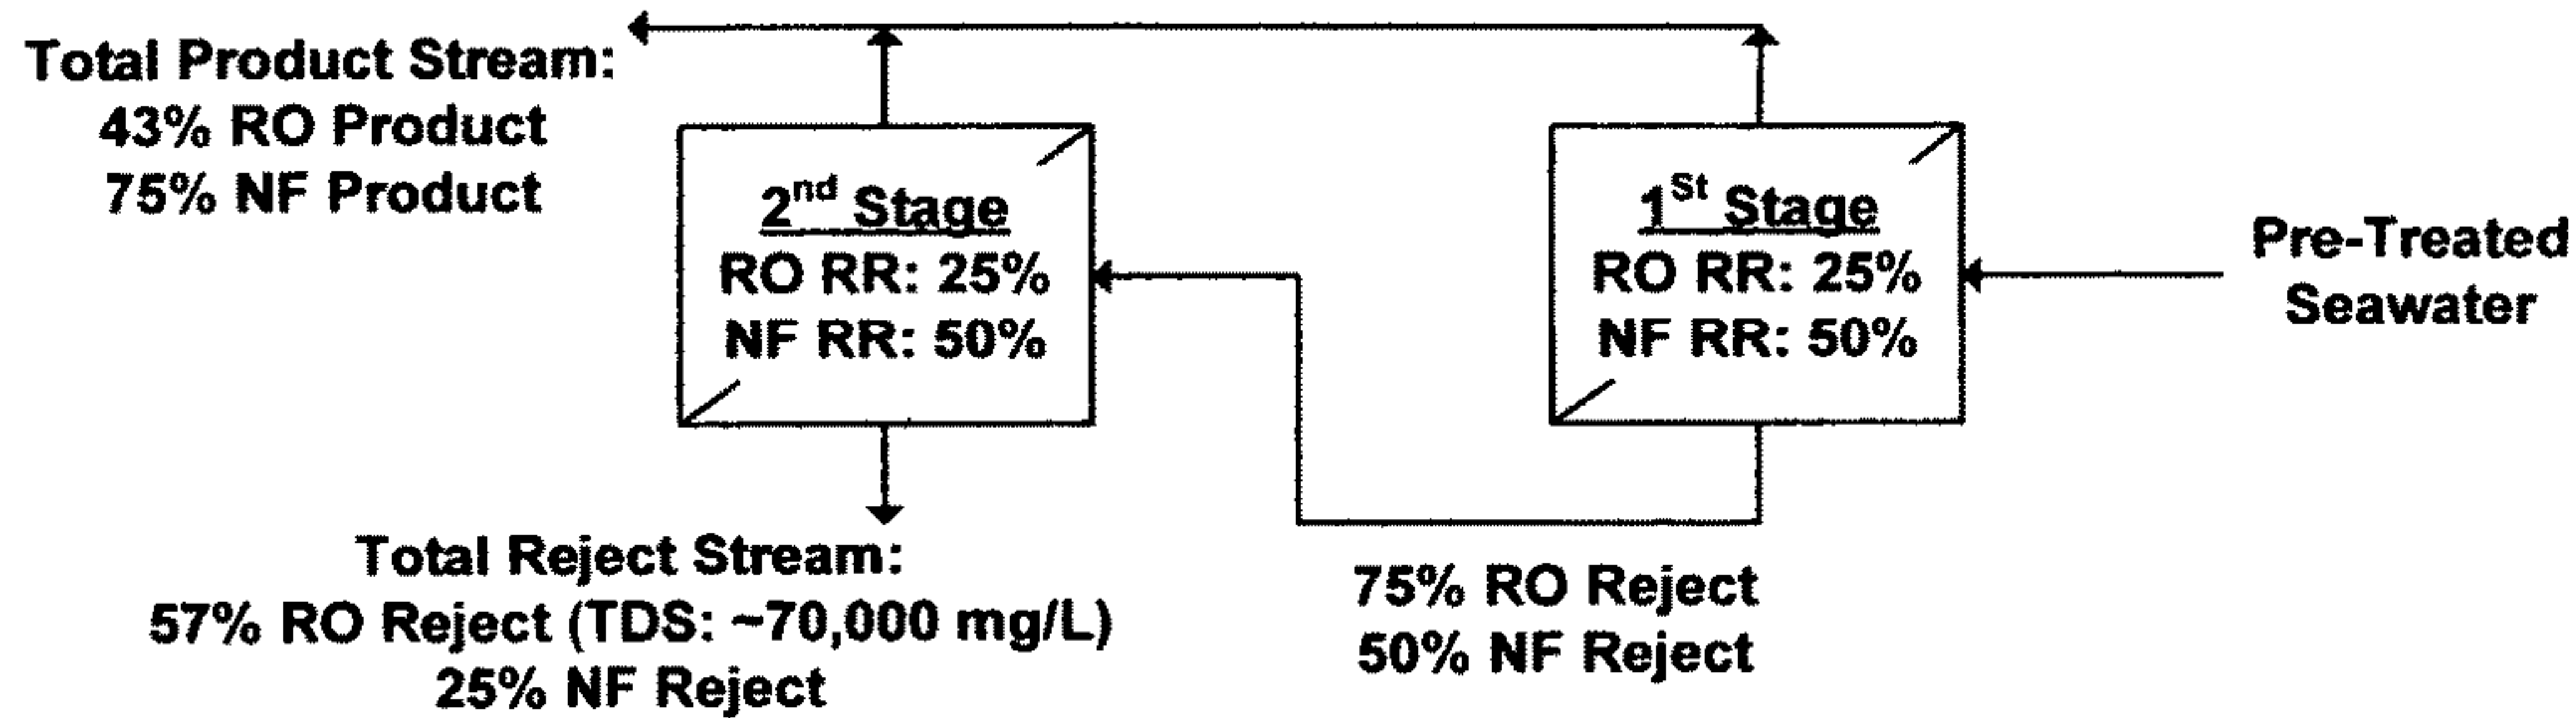 Total Product Stream:
43% RO Product
75% NF Product
2nd Stage
RO RR: 25%
NF RR: 50%
1St Stage
RO RR: 25%
NF RR: 50%
Pre-Treated
Seawater
Total Reject Stream:
57% RO Reject (TDS: ~70,000 mg/L)
25% NF Reject
75% RO Reject
50% NF Reject